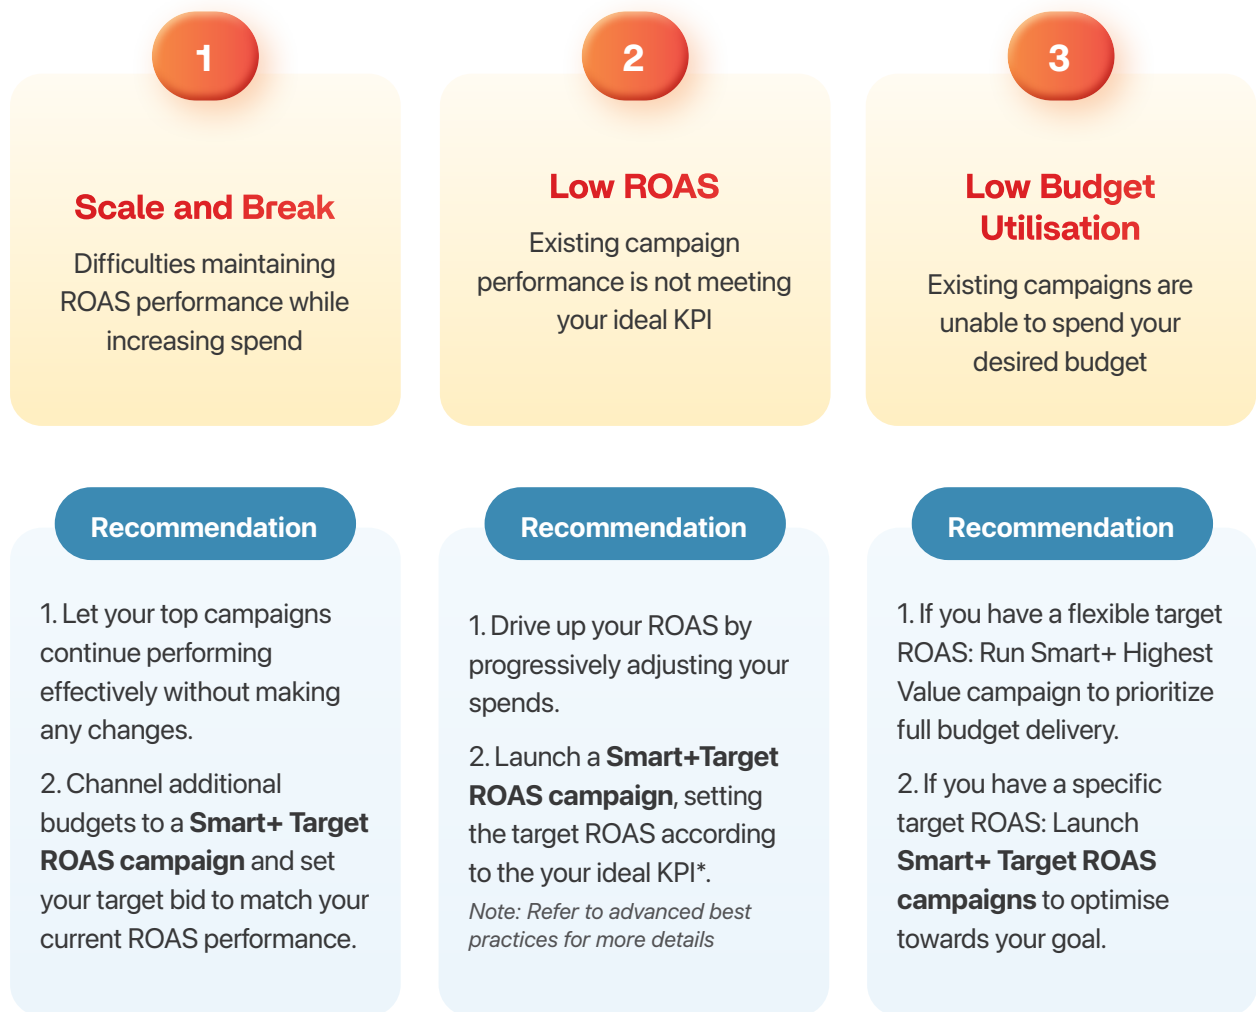 1
Scale and Break
Difficulties maintaining
ROAS performance while
increasing spend
2
Low ROAS
Existing campaign
performance is not meeting
your ideal KPI
3
Low Budget
Utilisation
Existing campaigns are
unable to spend your
desired budget
Recommendation
1. Let your top campaigns
continue performing
effectively without making
any changes.
2. Channel additional
budgets to a Smart+ Target
ROAS campaign and set
your target bid to match your
current ROAS performance.
Recommendation
1. Drive up your ROAS by
progressively adjusting your
spends.
2. Launch a Smart+Target
ROAS campaign, setting
the target ROAS according
to the your ideal KPI*.
Note: Refer to advanced best
practices for more details
Recommendation
1. If you have a flexible target
ROAS: Run Smart+ Highest
Value campaign to prioritize
full budget delivery.
2. If you have a specific
target ROAS: Launch
Smart+ Target ROAS
campaigns to optimise
towards your goal.